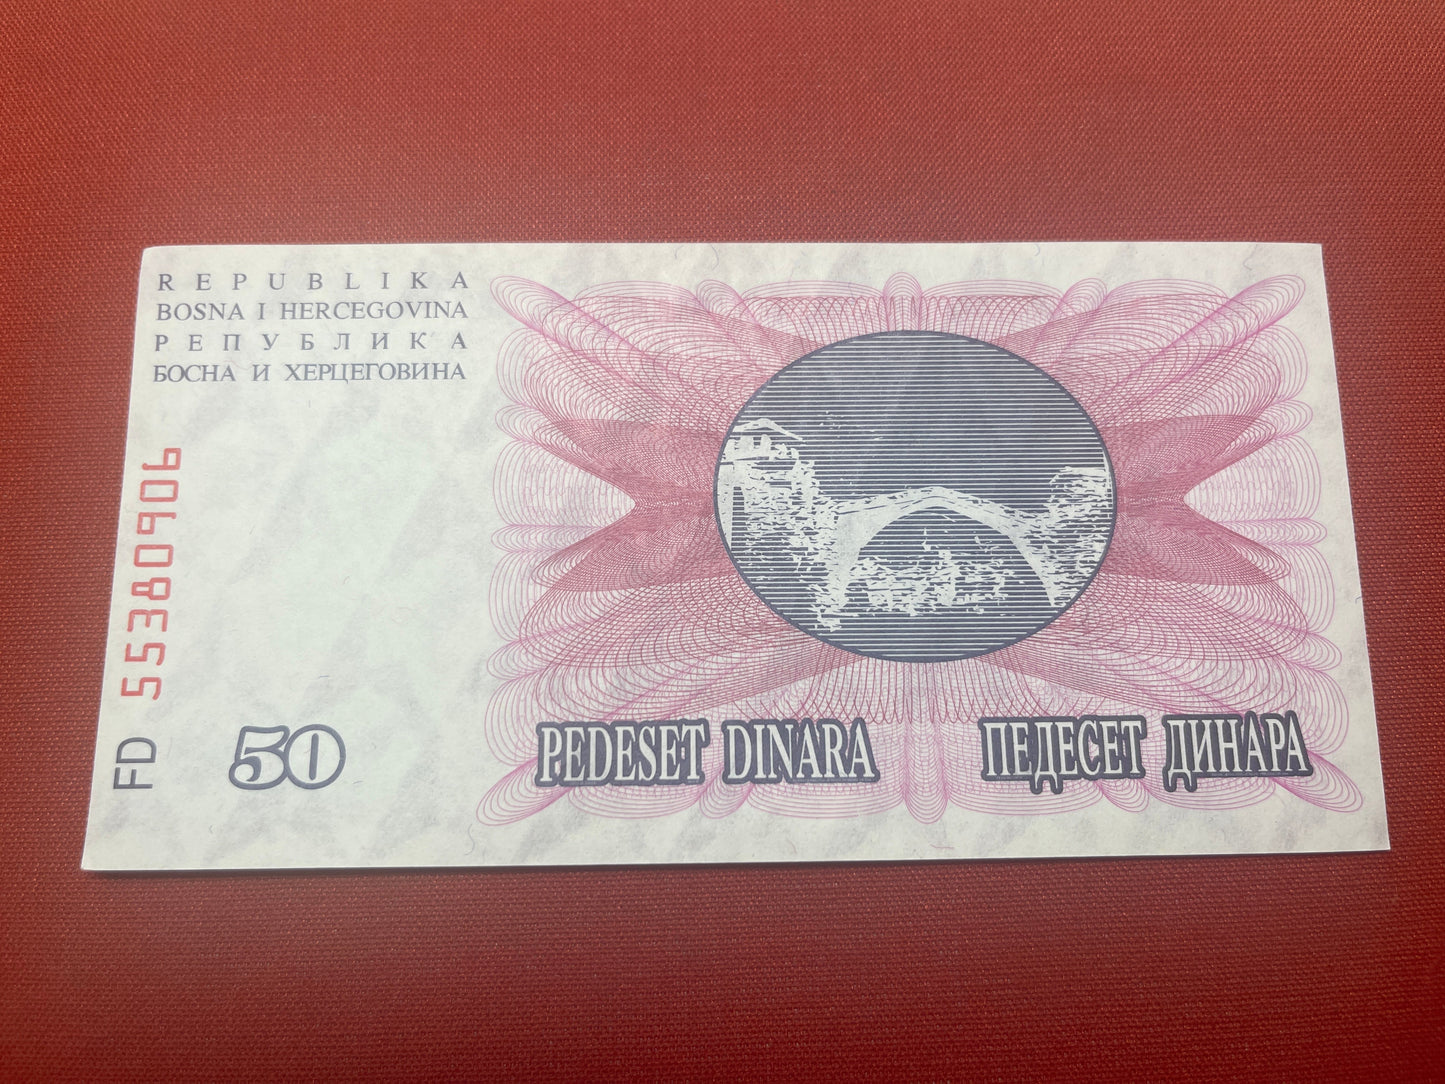 REPUBLIKA
BOSNA I HERCEGOVINA
РЕПУБЛИКА
БОСНА И ХЕРЦЕГОВИНА
FD 55380906
50
PEDESET DINARA
ПЕДЕСЕТ ДИНАРА